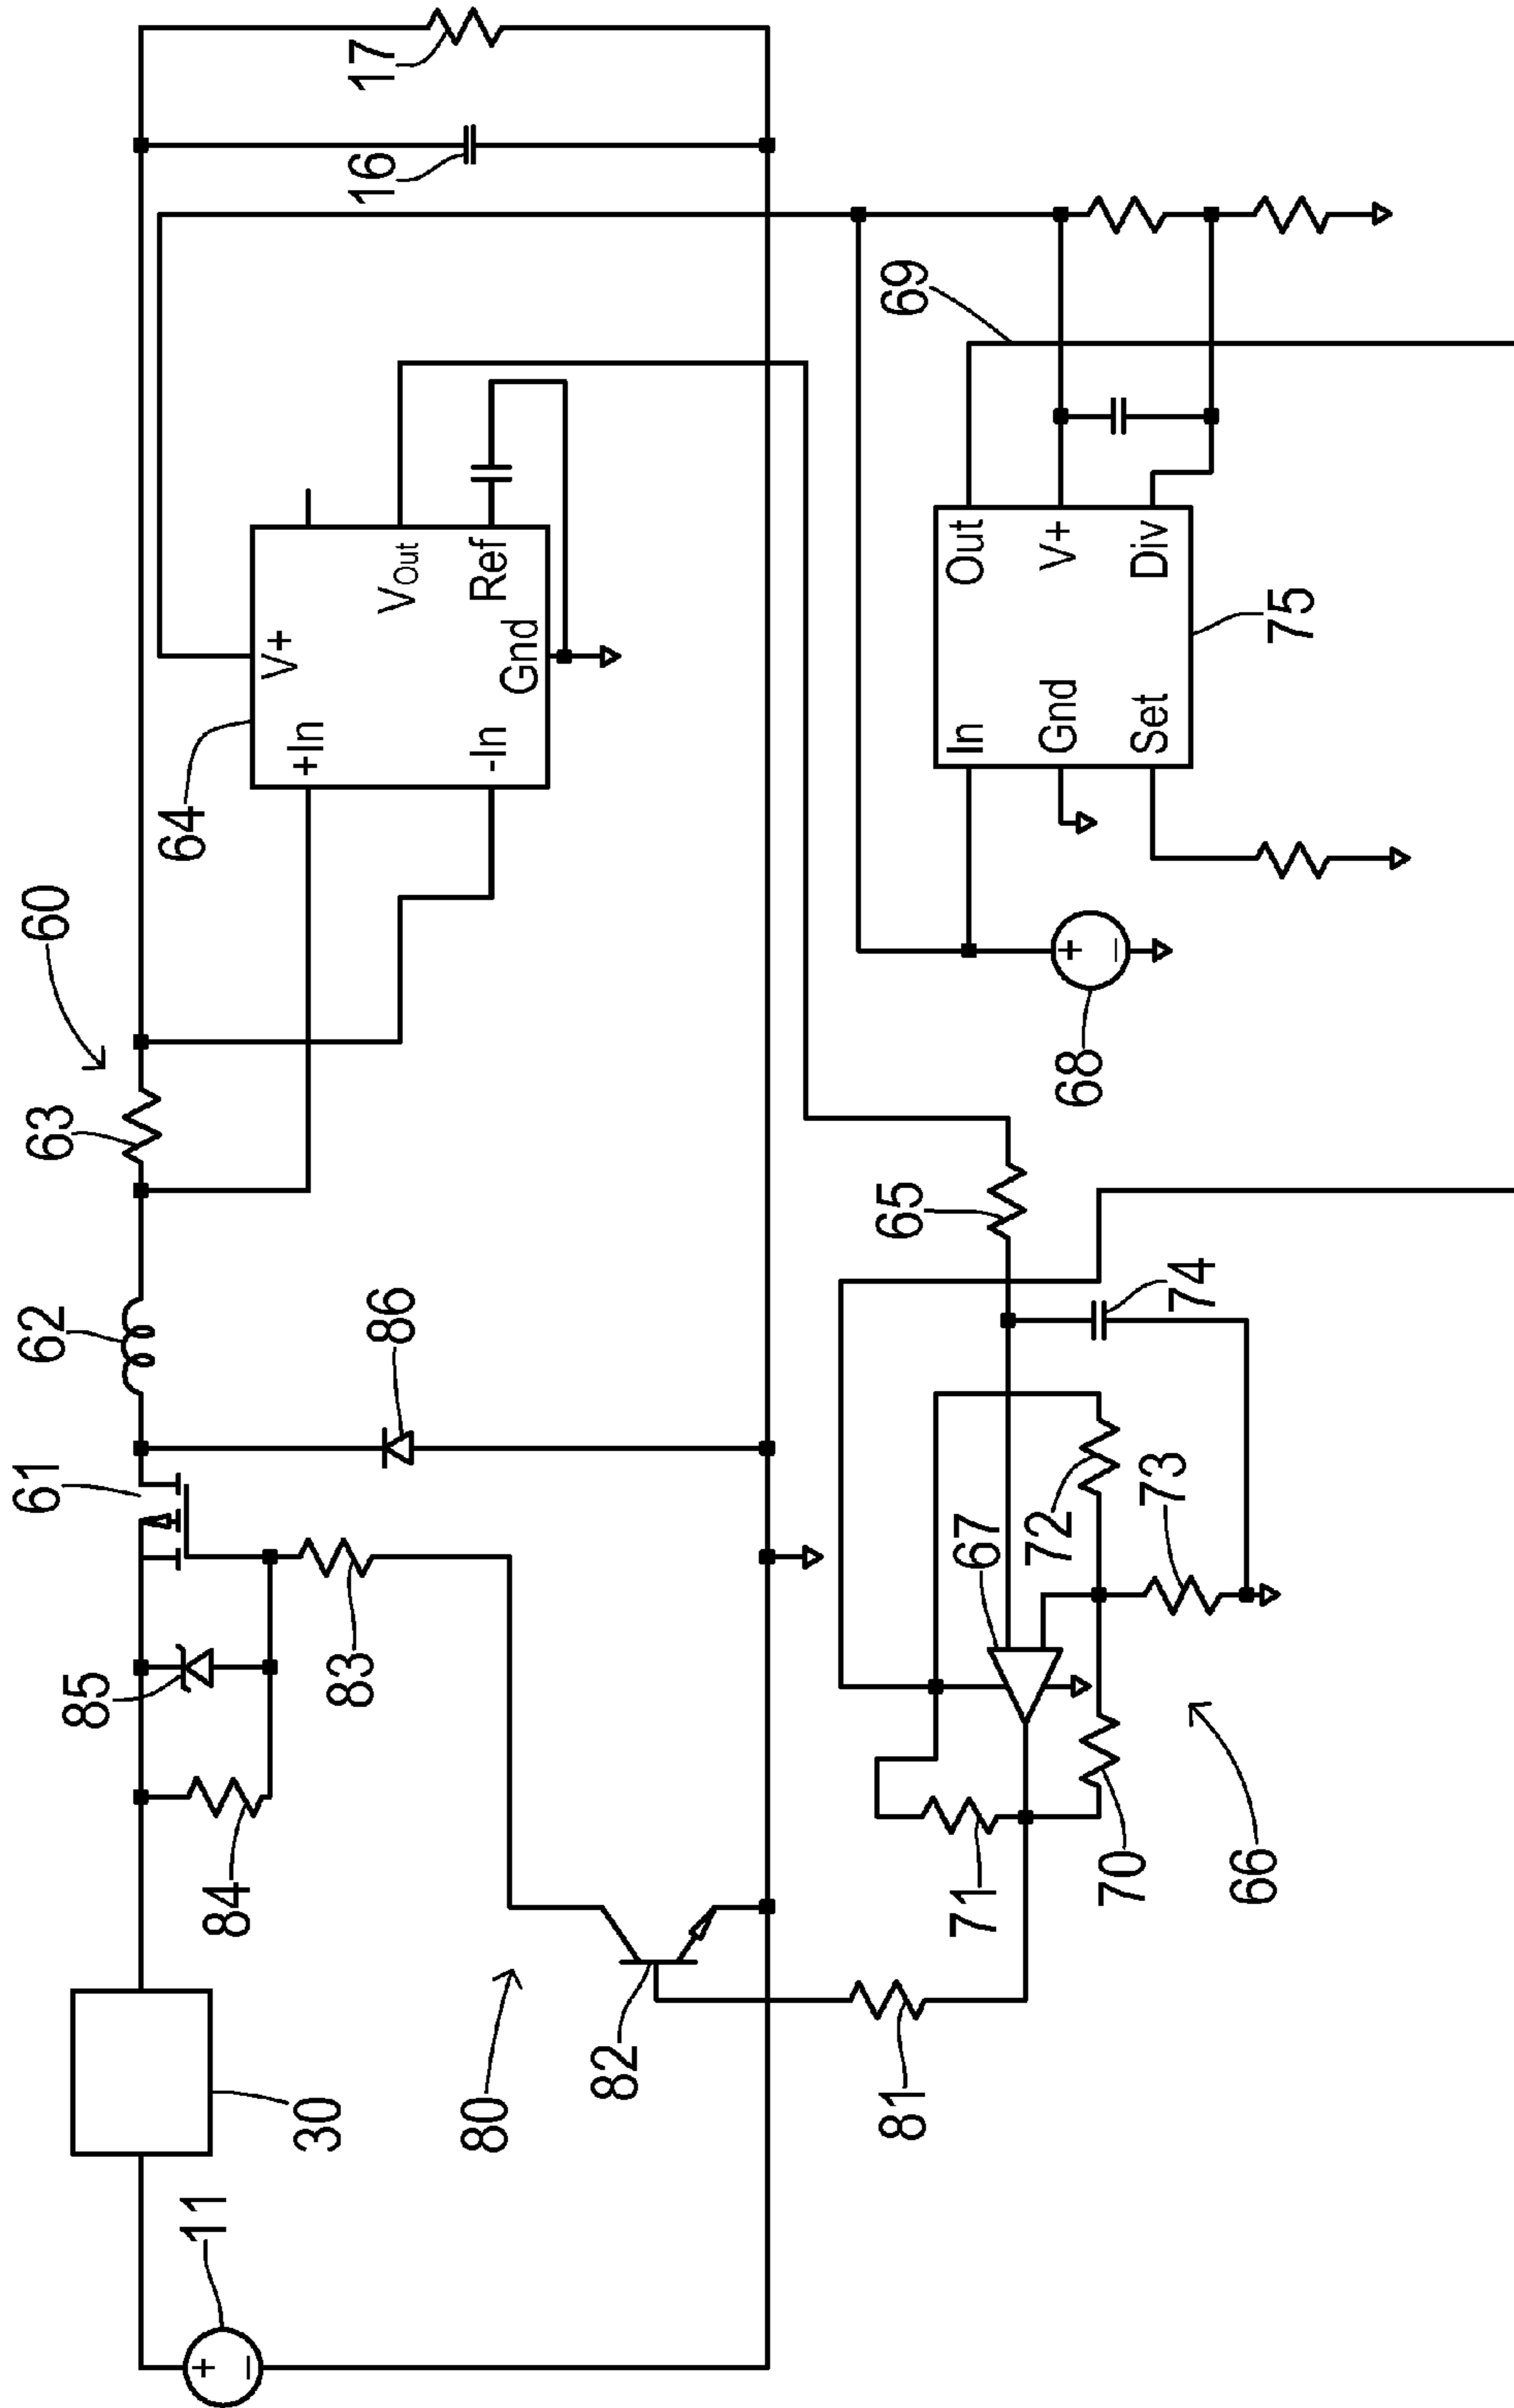 60
17
16
63
62
61
64
V+
+In
VOut
-In
Ref
Gnd
86
85
84
83
30
11
+
−
80
82
81
65
69
67
72
73
74
71
70
66
68
+
−
In
Out
Gnd
V+
Set
Div
75